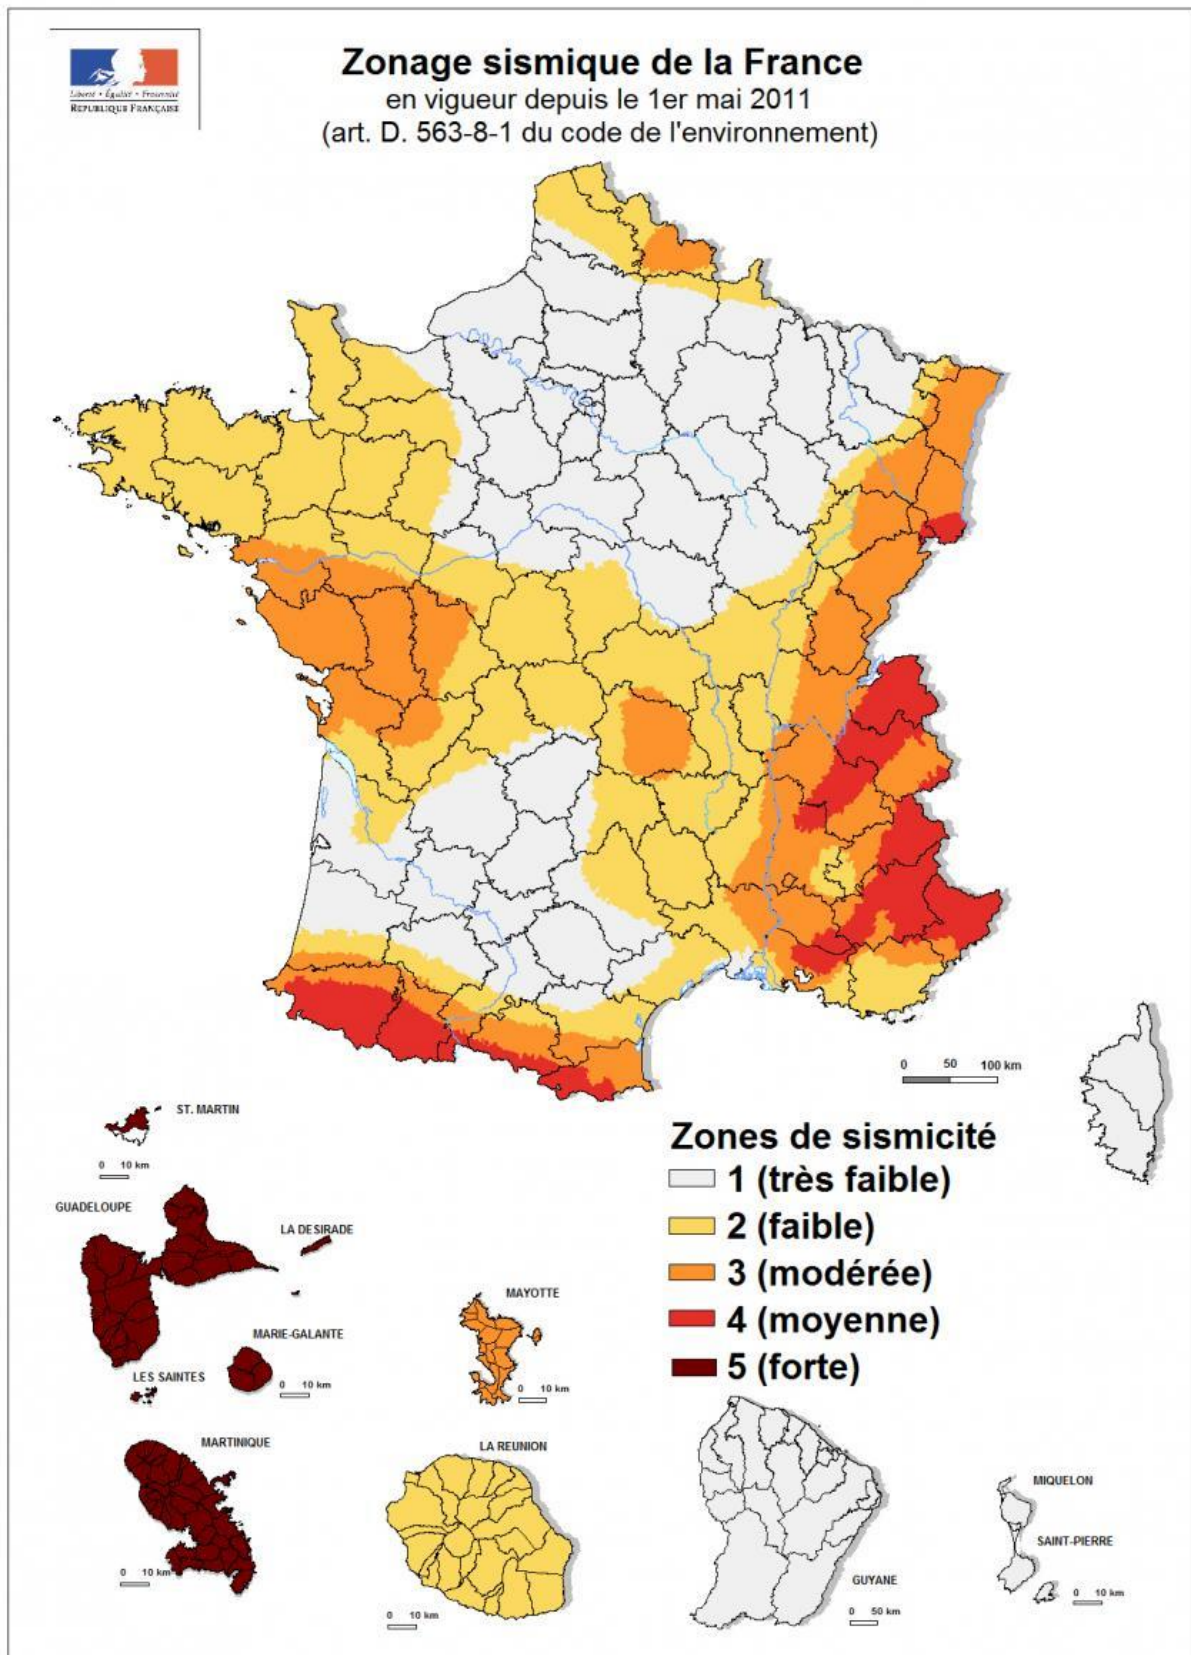 Liberté • Égalité • Fraternité
RÉPUBLIQUE FRANÇAISE
Zonage sismique de la France
en vigueur depuis le 1er mai 2011
(art. D. 563-8-1 du code de l'environnement)
0 50 100 km
ST. MARTIN
0 10 km
GUADELOUPE
LA DESIRADE
MARIE-GALANTE
0 10 km
LES SAINTES
MAYOTTE
0 10 km
Zones de sismicité
1 (très faible)
2 (faible)
3 (modérée)
4 (moyenne)
5 (forte)
MARTINIQUE
0 10 km
LA REUNION
0 10 km
GUYANE
0 50 km
MIQUELON
SAINT-PIERRE
0 10 km